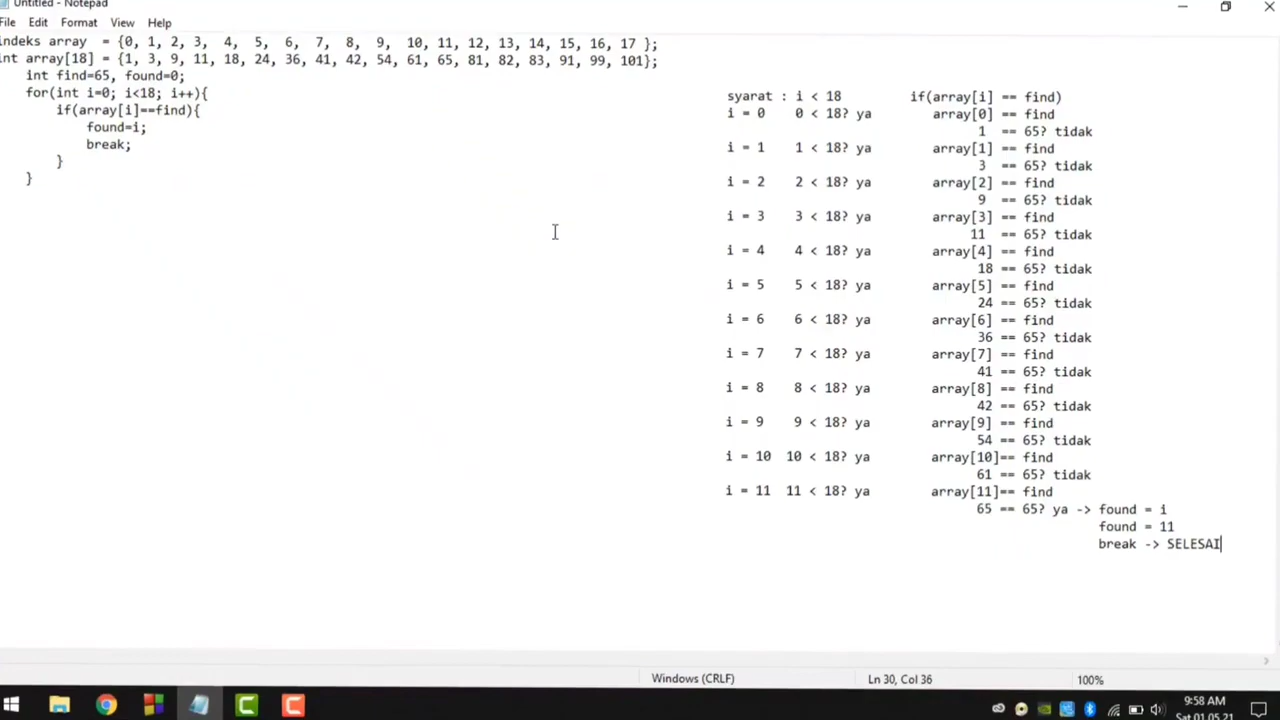 Untitled - Notepad
File Edit Format View Help
indeks array = {0, 1, 2, 3, 4, 5, 6, 7, 8, 9, 10, 11, 12, 13, 14, 15, 16, 17 };
int array[18] = {1, 3, 9, 11, 18, 24, 36, 41, 42, 54, 61, 65, 81, 82, 83, 91, 99, 101};
int find=65, found=0;
for(int i=0; i<18; i++){
if(array[i]==find){
found=i;
break;
}
}
syarat : i < 18 if(array[i] == find)
i = 0 0 < 18? ya array[0] == find
1 == 65? tidak
i = 1 1 < 18? ya array[1] == find
3 == 65? tidak
i = 2 2 < 18? ya array[2] == find
9 == 65? tidak
i = 3 3 < 18? ya array[3] == find
11 == 65? tidak
i = 4 4 < 18? ya array[4] == find
18 == 65? tidak
i = 5 5 < 18? ya array[5] == find
24 == 65? tidak
i = 6 6 < 18? ya array[6] == find
36 == 65? tidak
i = 7 7 < 18? ya array[7] == find
41 == 65? tidak
i = 8 8 < 18? ya array[8] == find
42 == 65? tidak
i = 9 9 < 18? ya array[9] == find
54 == 65? tidak
i = 10 10 < 18? ya array[10]== find
61 == 65? tidak
i = 11 11 < 18? ya array[11]== find
65 == 65? ya -> found = i
found = 11
break -> SELESAI
Windows (CRLF) Ln 30, Col 36 100%
9:58 AM
Sat 01.05.21